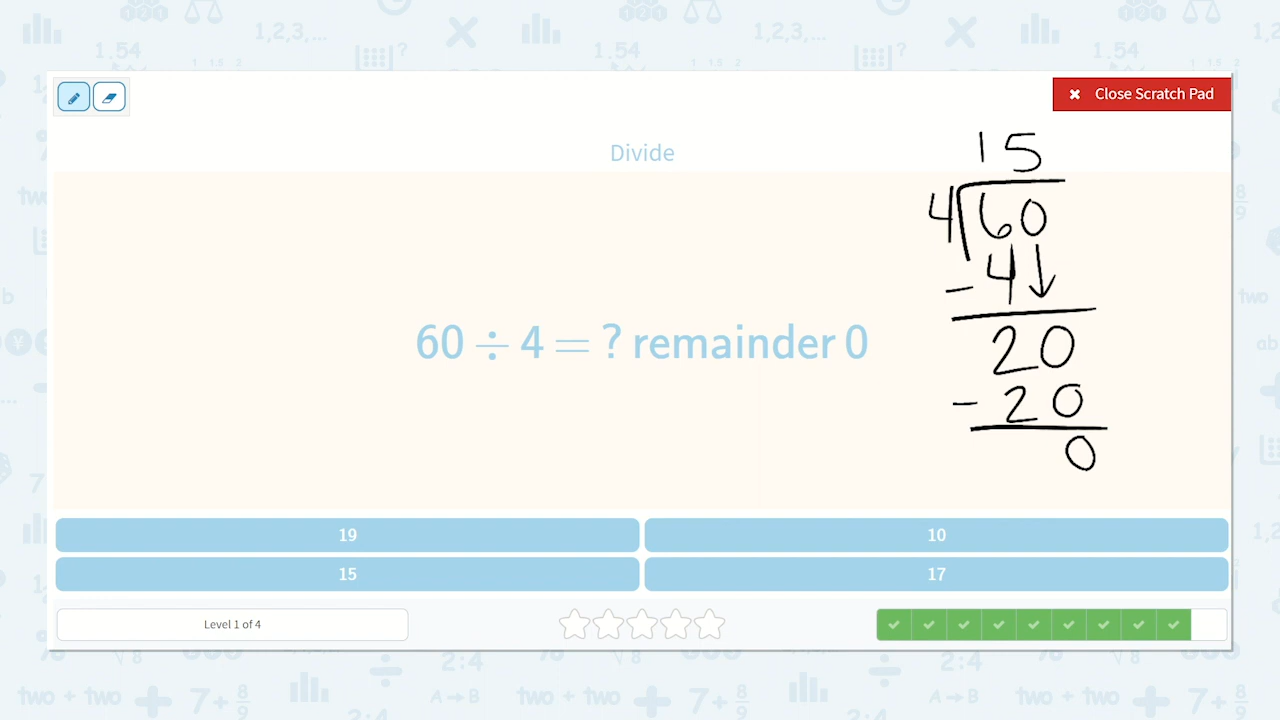 Close Scratch Pad
Divide
15
4 60
- 4
20
- 20
0
60 ÷ 4 = ? remainder 0
19
10
15
17
Level 1 of 4